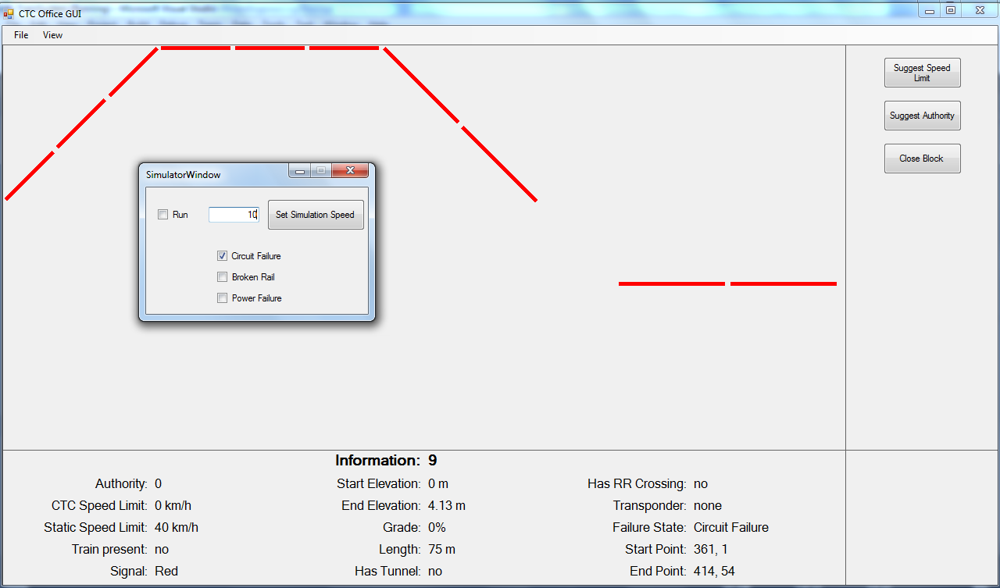 CTC Office GUI
File View
Suggest Speed
Limit
Suggest Authority
Close Block
SimulatorWindow
Run 10 Set Simulation Speed
Circuit Failure
Broken Rail
Power Failure
Information: 9
Authority: 0 Start Elevation: 0 m Has RR Crossing: no
CTC Speed Limit: 0 km/h End Elevation: 4.13 m Transponder: none
Static Speed Limit: 40 km/h Grade: 0% Failure State: Circuit Failure
Train present: no Length: 75 m Start Point: 361, 1
Signal: Red Has Tunnel: no End Point: 414, 54